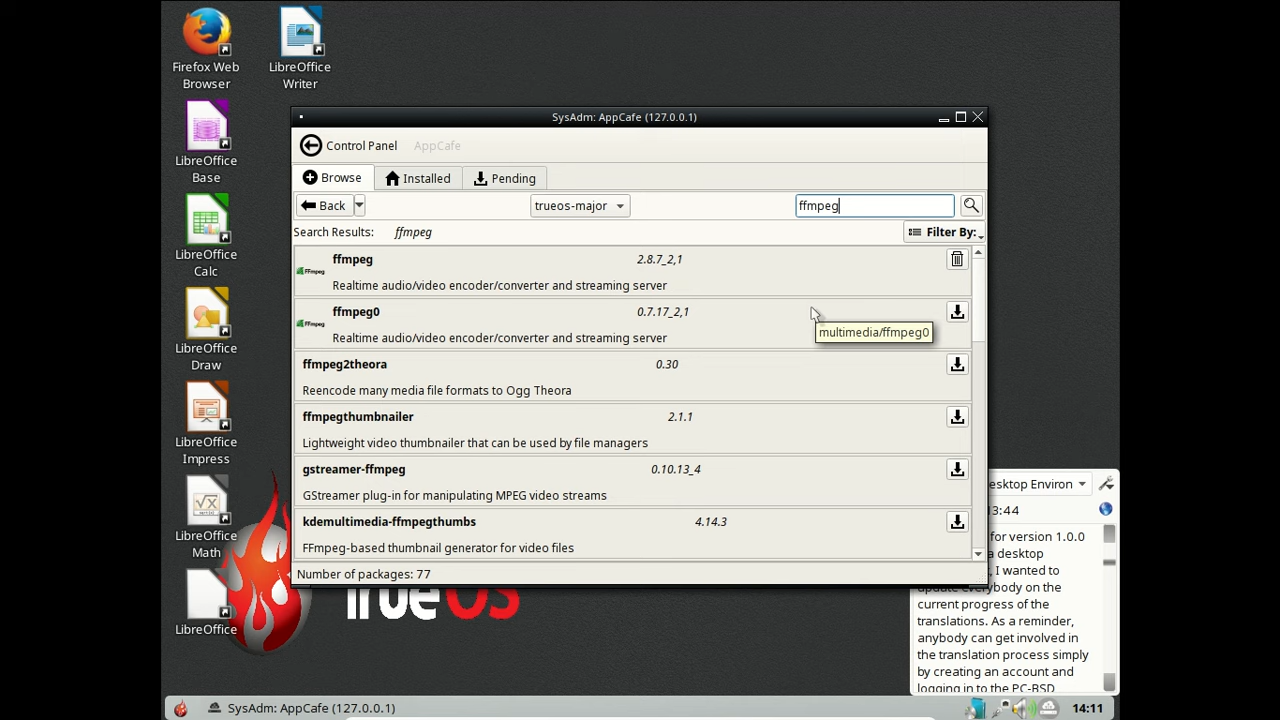 Firefox Web
Browser
LibreOffice
Writer
LibreOffice
Base
LibreOffice
Calc
LibreOffice
Draw
LibreOffice
Impress
LibreOffice
Math
LibreOffice
SysAdm: AppCafe (127.0.0.1)
Control Panel AppCafe
Browse Installed Pending
Back trueos-major ffmpeg
Search Results: ffmpeg Filter By:
ffmpeg 2.8.7_2,1
FFmpeg
Realtime audio/video encoder/converter and streaming server
ffmpeg0 0.7.17_2,1
FFmpeg
Realtime audio/video encoder/converter and streaming server
multimedia/ffmpeg0
ffmpeg2theora 0.30
Reencode many media file formats to Ogg Theora
ffmpegthumbnailer 2.1.1
Lightweight video thumbnailer that can be used by file managers
gstreamer-ffmpeg 0.10.13_4
GStreamer plug-in for manipulating MPEG video streams
kdemultimedia-ffmpegthumbs 4.14.3
FFmpeg-based thumbnail generator for video files
Number of packages: 77
TrueOS
esktop Environ
13:44
for version 1.0.0
a desktop
, I wanted to
update everybody on the
current progress of the
translations. As a reminder,
anybody can get involved in
the translation process simply
by creating an account and
logging in to the PC-BSD
SysAdm: AppCafe (127.0.0.1)
14:11